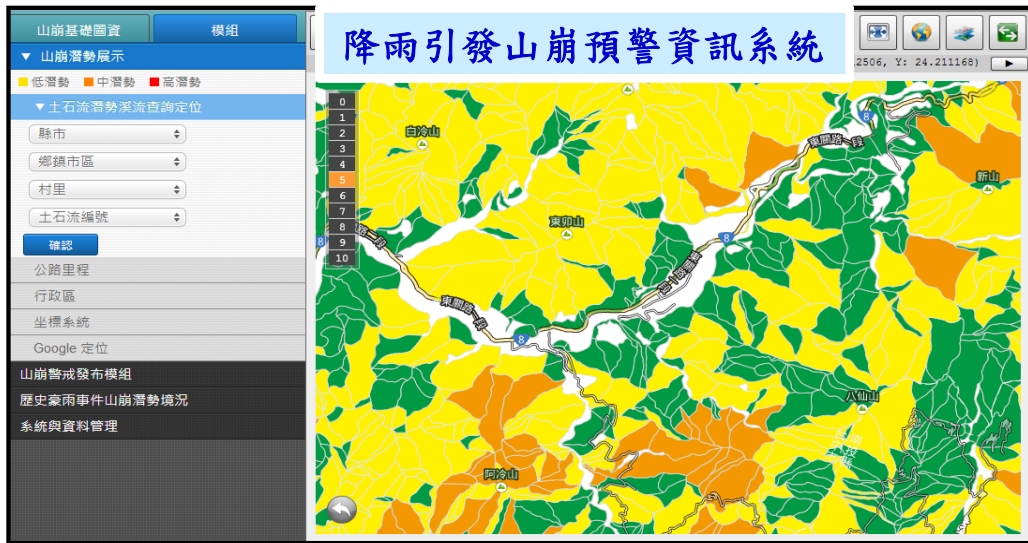 降雨引發山崩預警資訊系統
山崩基礎圖資
模組
▼ 山崩潛勢展示
低潛勢 中潛勢 高潛勢
▼土石流潛勢溪流查詢定位
縣市
鄉鎮市區
村里
土石流編號
確認
公路里程
行政區
坐標系統
Google 定位
山崩警戒發布模組
歷史豪雨事件山崩潛勢境況
系統與資料管理
2506, Y: 24.211168)
0
1
2
3
4
5
6
7
8
9
10
白冷山
東卯山
新山
八仙山
阿冷山
東關路一段
東關路一段
路一段
8
8
8
8